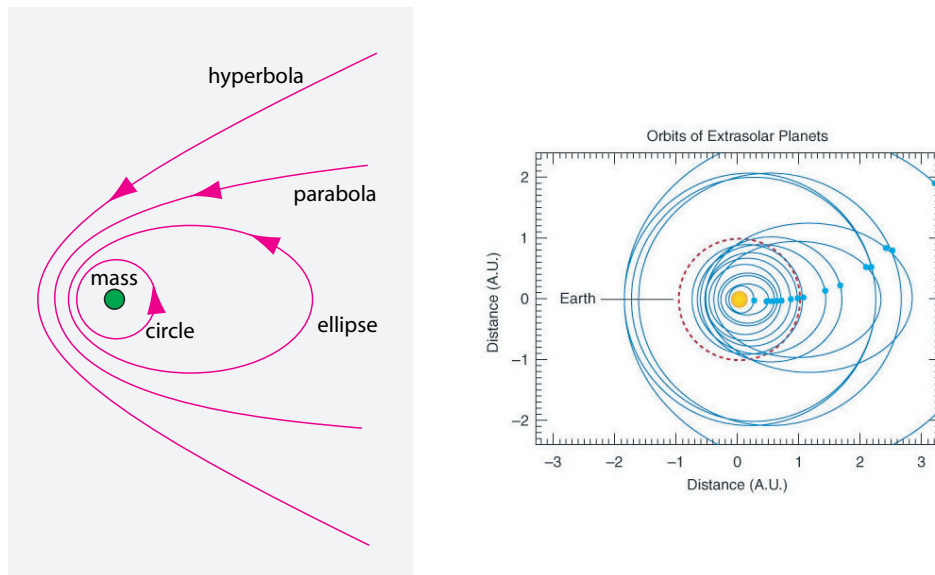 hyperbola
parabola
mass
circle
ellipse
Orbits of Extrasolar Planets
Distance (A.U.)
2
1
Earth
0
−1
−2
−3
−2
−1
0
1
2
3
Distance (A.U.)